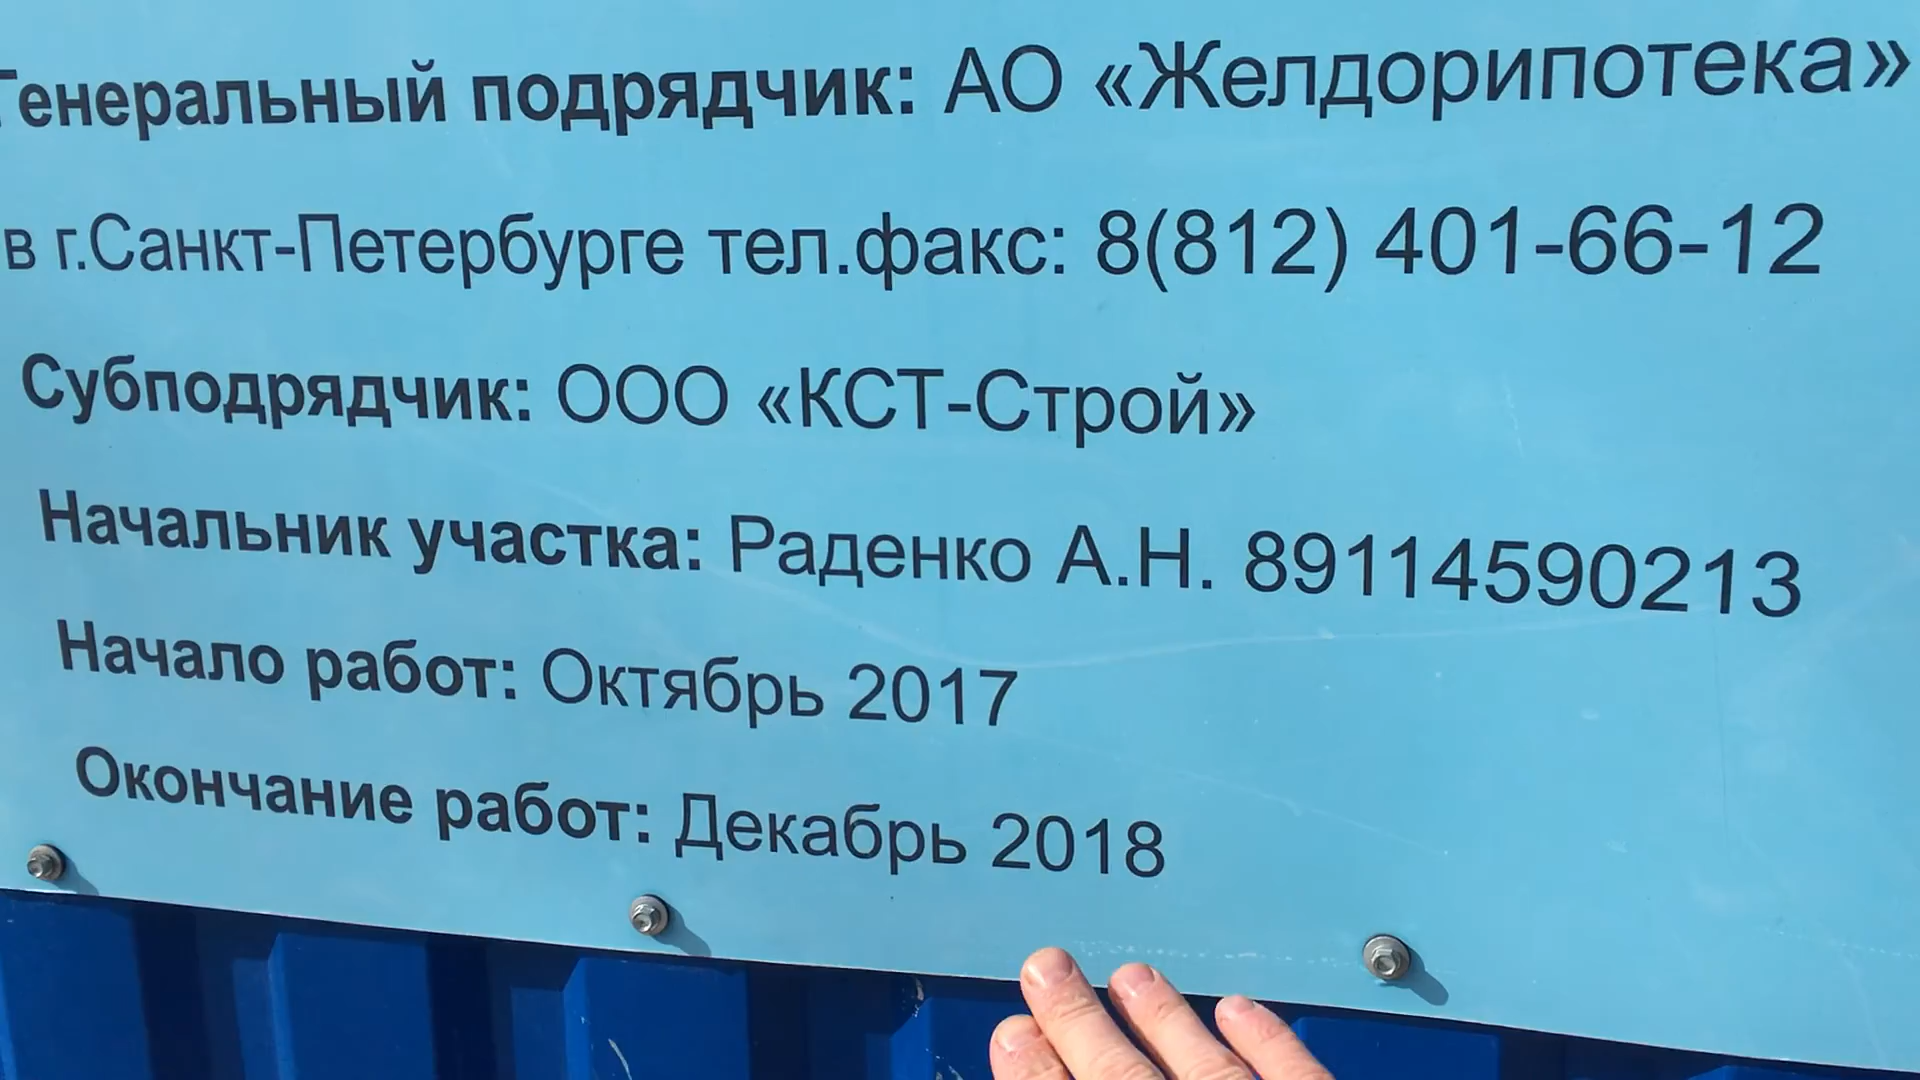 Генеральный подрядчик: АО «Желдорипотека»
в г.Санкт-Петербурге тел.факс: 8(812) 401-66-12
Субподрядчик: ООО «КСТ-Строй»
Начальник участка: Раденко А.Н. 89114590213
Начало работ: Октябрь 2017
Окончание работ: Декабрь 2018